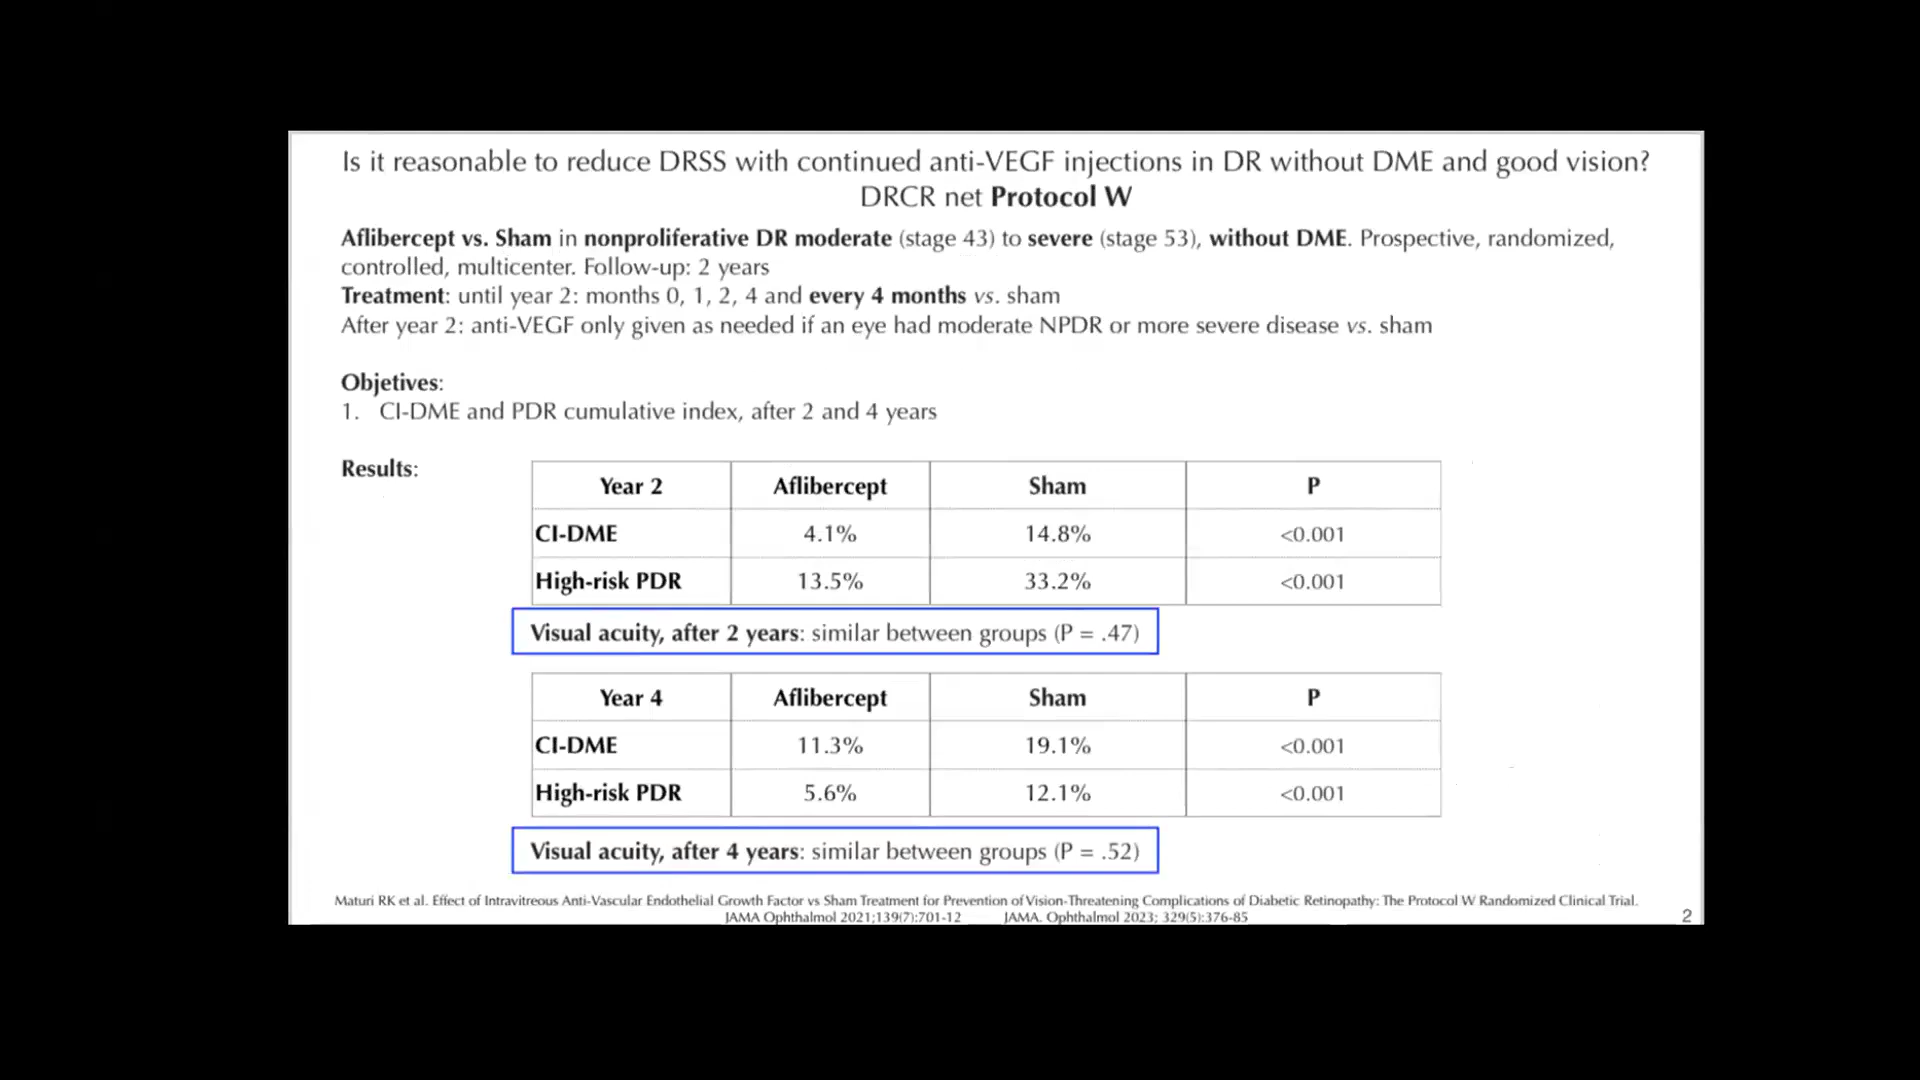 Is it reasonable to reduce DRSS with continued anti-VEGF injections in DR without DME and good vision?
DRCR net Protocol W
Aflibercept vs. Sham in nonproliferative DR moderate (stage 43) to severe (stage 53), without DME. Prospective, randomized,
controlled, multicenter. Follow-up: 2 years
Treatment: until year 2: months 0, 1, 2, 4 and every 4 months vs. sham
After year 2: anti-VEGF only given as needed if an eye had moderate NPDR or more severe disease vs. sham
Objetives:
1. CI-DME and PDR cumulative index, after 2 and 4 years
Results:
Year 2 Aflibercept Sham P
CI-DME 4.1% 14.8% <0.001
High-risk PDR 13.5% 33.2% <0.001
Visual acuity, after 2 years: similar between groups (P = .47)
Year 4 Aflibercept Sham P
CI-DME 11.3% 19.1% <0.001
High-risk PDR 5.6% 12.1% <0.001
Visual acuity, after 4 years: similar between groups (P = .52)
Maturi RK et al. Effect of Intravitreous Anti-Vascular Endothelial Growth Factor vs Sham Treatment for Prevention of Vision-Threatening Complications of Diabetic Retinopathy: The Protocol W Randomized Clinical Trial.
JAMA Ophthalmol 2021;139(7):701-12 JAMA. Ophthalmol 2023; 329(5):376-85
2